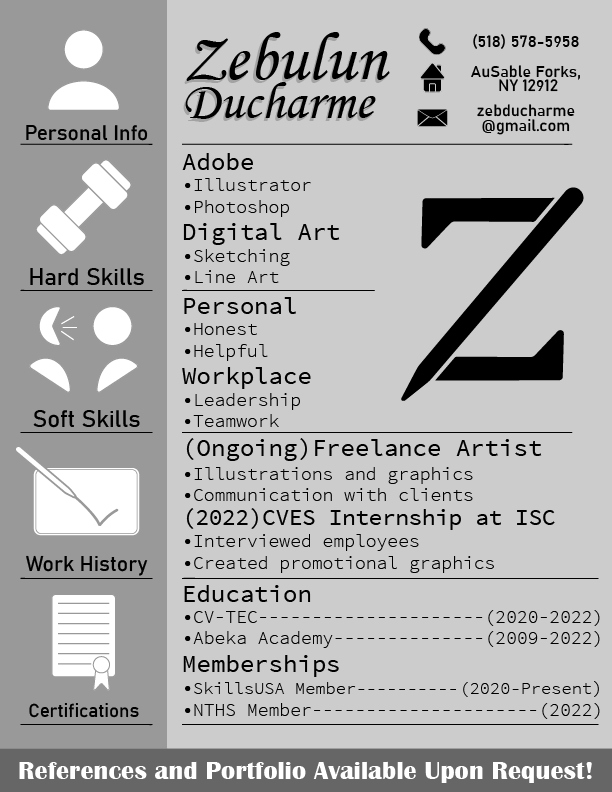 Zebulun
Ducharme
(518) 578-5958
AuSable Forks,
NY 12912
zebducharme
@gmail.com
Personal Info
Adobe
•Illustrator
•Photoshop
Digital Art
•Sketching
•Line Art
Hard Skills
Personal
•Honest
•Helpful
Workplace
•Leadership
•Teamwork
Soft Skills
(Ongoing)Freelance Artist
•Illustrations and graphics
•Communication with clients
(2022)CVES Internship at ISC
•Interviewed employees
•Created promotional graphics
Work History
Education
•CV-TEC---------------------(2020-2022)
•Abeka Academy--------------(2009-2022)
Memberships
•SkillsUSA Member----------(2020-Present)
•NTHS Member---------------------(2022)
Certifications
References and Portfolio Available Upon Request!